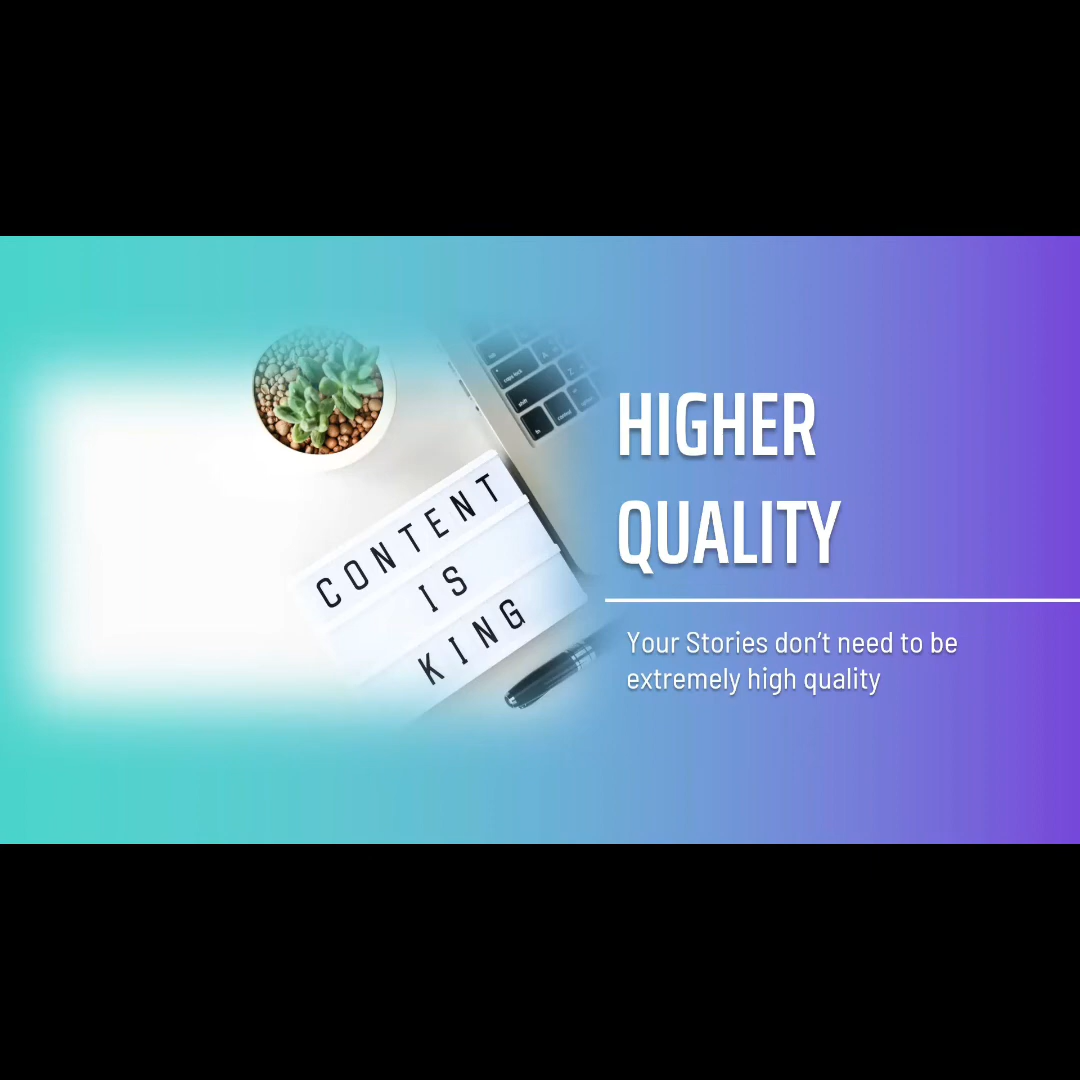 CONTENT
IS
KING
HIGHER
QUALITY
Your Stories don’t need to be
extremely high quality